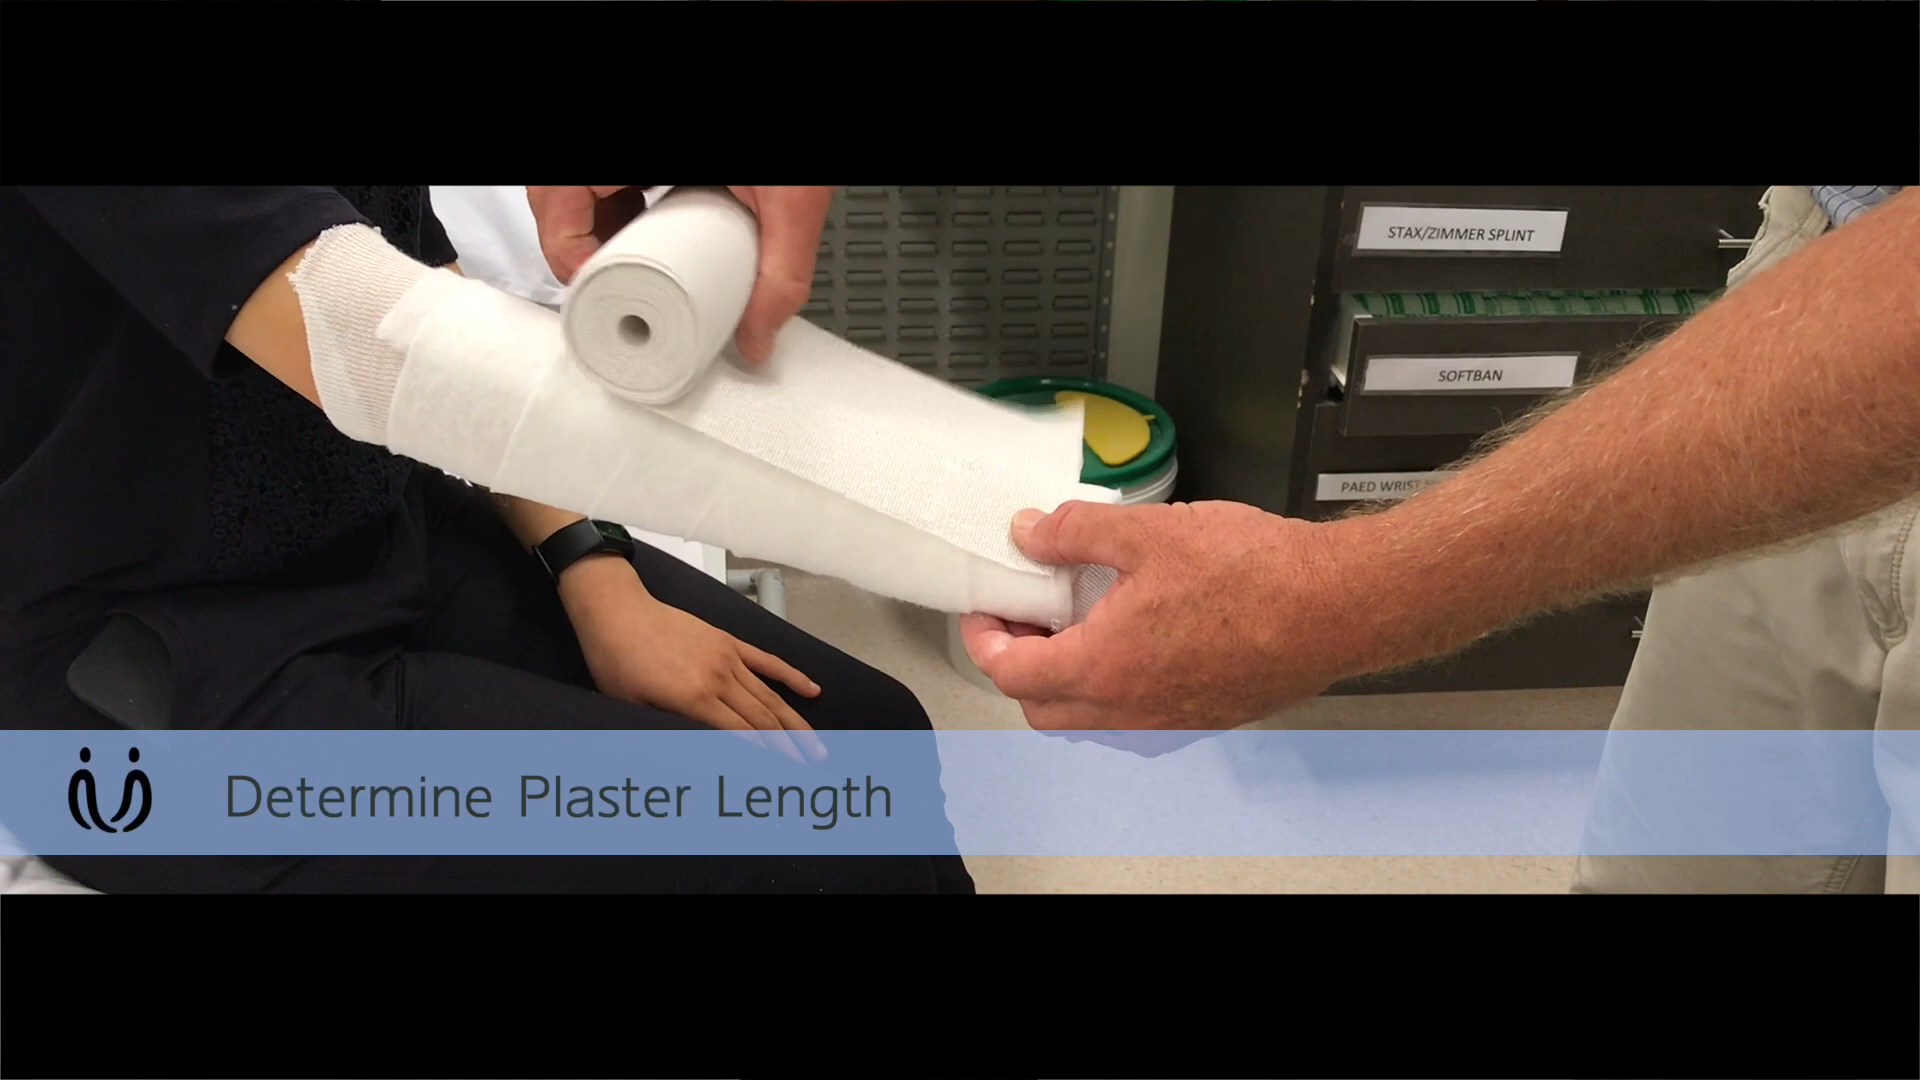 STAX/ZIMMER SPLINT
SOFTBAN
PAED WRIST
Determine Plaster Length